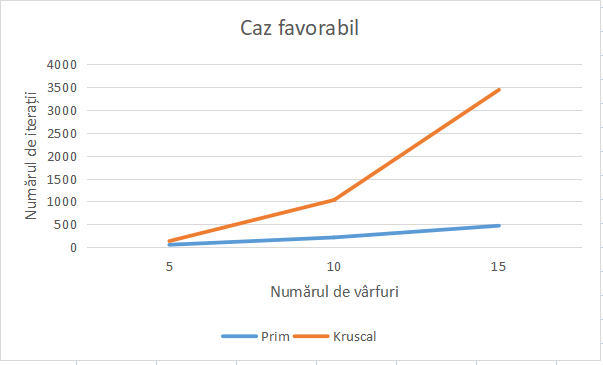 Caz favorabil
Numărul de iterații
4000
3500
3000
2500
2000
1500
1000
500
0
5 10 15
Numărul de vârfuri
Prim Kruscal